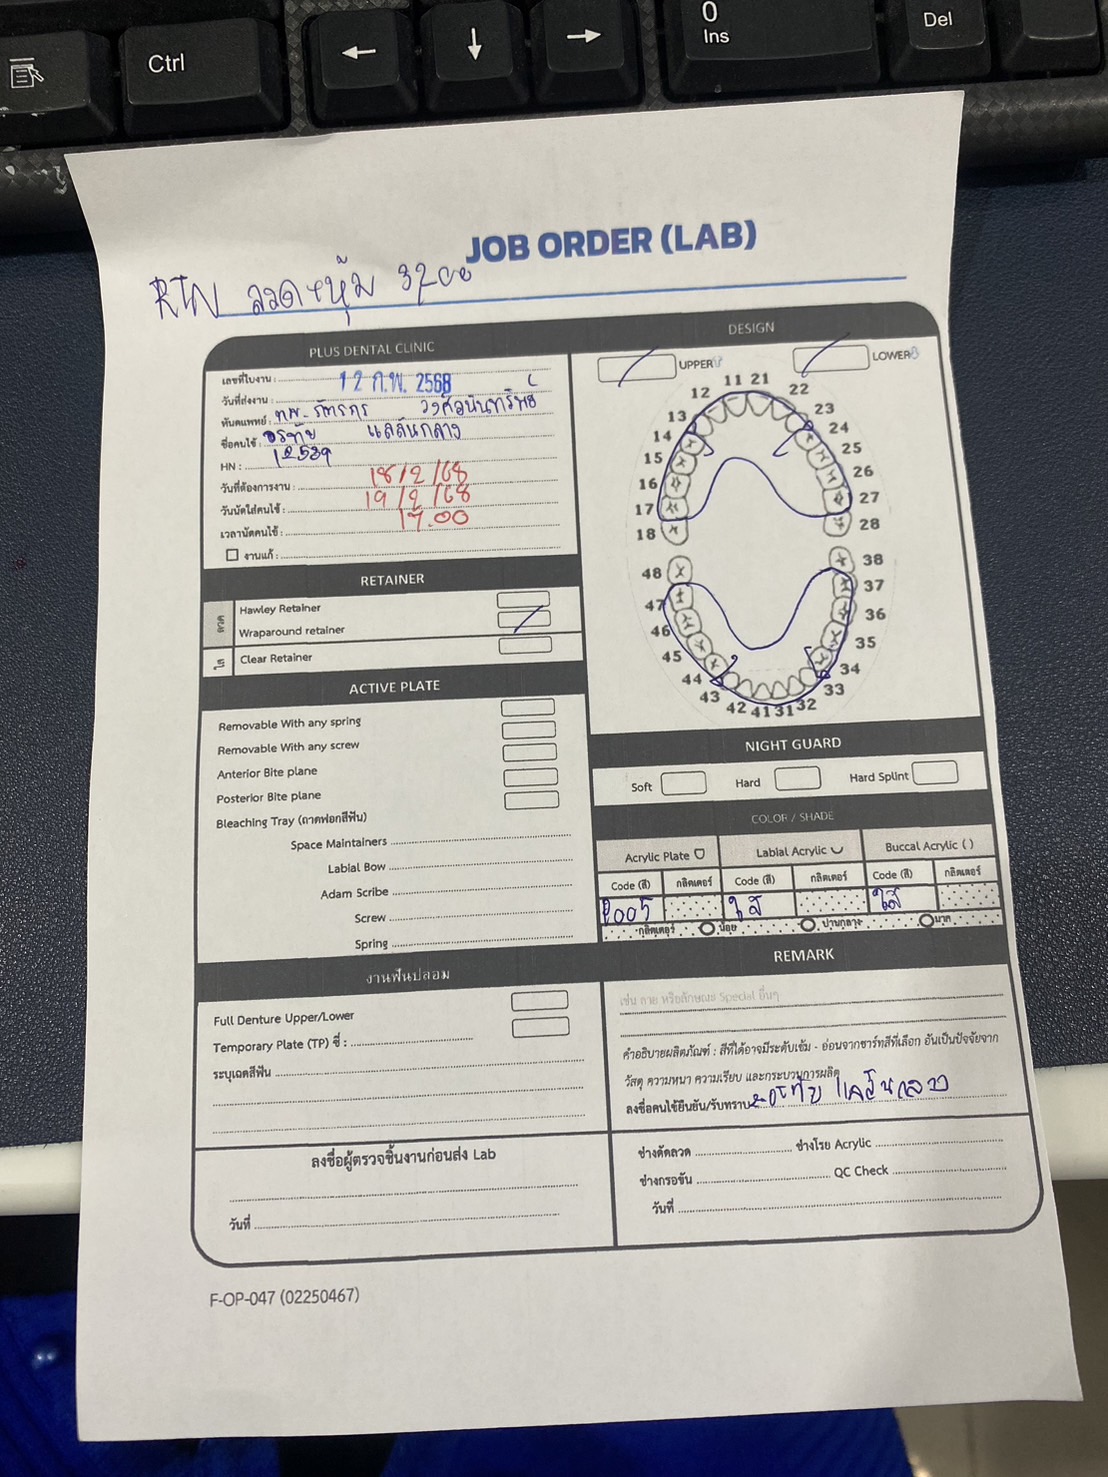 Ctrl
←
↓
→
0
Ins
Del
JOB ORDER (LAB)
RTN ลวด+หุ้ม 3200
PLUS DENTAL CLINIC
เลขที่ใบงาน :
วันที่ส่งงาน : 12 ก.พ. 2568
ทันตแพทย์ : ทพ.
ชื่อคนไข้ : อรทัย แลลันกลาง
HN : 12539
วันที่ต้องการงาน : 18/2/68
วันนัดใส่คนไข้ : 19/2/68
เวลานัดคนไข้ : 17.00
งานแก้ :
RETAINER
ลวด
Hawley Retainer
Wraparound retainer
ใส
Clear Retainer
ACTIVE PLATE
Removable With any spring
Removable With any screw
Anterior Bite plane
Posterior Bite plane
Bleaching Tray (ถาดฟอกสีฟัน)
Space Maintainers
Labial Bow
Adam Scribe
Screw
Spring
งานฟันปลอม
Full Denture Upper/Lower
Temporary Plate (TP) ซี่ :
ระบุเฉดสีฟัน
ลงชื่อผู้ตรวจชิ้นงานก่อนส่ง Lab
วันที่
DESIGN
UPPER
LOWER
11 21
12 22
13 23
14 24
15 25
16 26
17 27
18 28
48 38
47 37
46 36
45 35
44 34
43 33
42 41 31 32
NIGHT GUARD
Soft
Hard
Hard Splint
COLOR / SHADE
Acrylic Plate
Labial Acrylic
Buccal Acrylic ( )
Code (สี) กลิตเตอร์ Code (สี) กลิตเตอร์ Code (สี) กลิตเตอร์
P005 ใส ใส
กลิตเตอร์ น้อย ปานกลาง มาก
REMARK
เช่น กาย หรือลักษณะ Special อื่นๆ
คำอธิบายผลิตภัณฑ์ : สีที่ได้อาจมีระดับเข้ม - อ่อนจากชาร์ทสีที่เลือก อันเป็นปัจจัยจาก
วัสดุ ความหนา ความเรียบ และกระบวนการผลิต
ลงชื่อคนไข้ยืนยัน/รับทราบ อรทัย แลลันกลาง
ช่างดัดลวด ช่างโรย Acrylic
ช่างกรอขัน QC Check
วันที่
F-OP-047 (02250467)